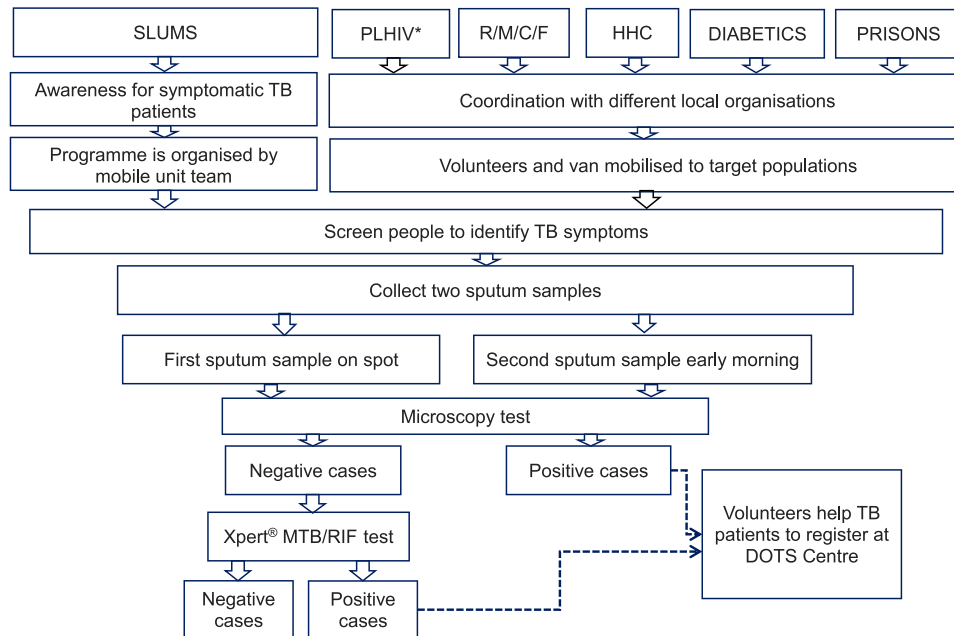 SLUMS
PLHIV*
R/M/C/F
HHC
DIABETICS
PRISONS
Awareness for symptomatic TB
patients
Coordination with different local organisations
Programme is organised by
mobile unit team
Volunteers and van mobilised to target populations
Screen people to identify TB symptoms
Collect two sputum samples
First sputum sample on spot
Second sputum sample early morning
Microscopy test
Negative cases
Positive cases
Volunteers help TB
patients to register at
DOTS Centre
Xpert® MTB/RIF test
Negative
cases
Positive
cases